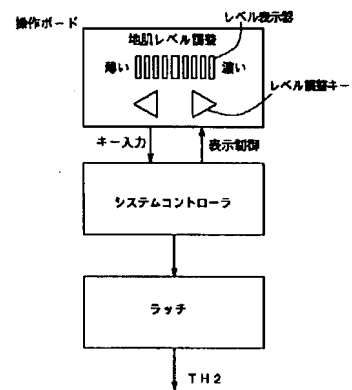 操作ボード
レベル表示器
地肌レベル調整
薄い 濃い
レベル調整キー
キー入力 表示制御
システムコントローラ
ラッチ
TH2